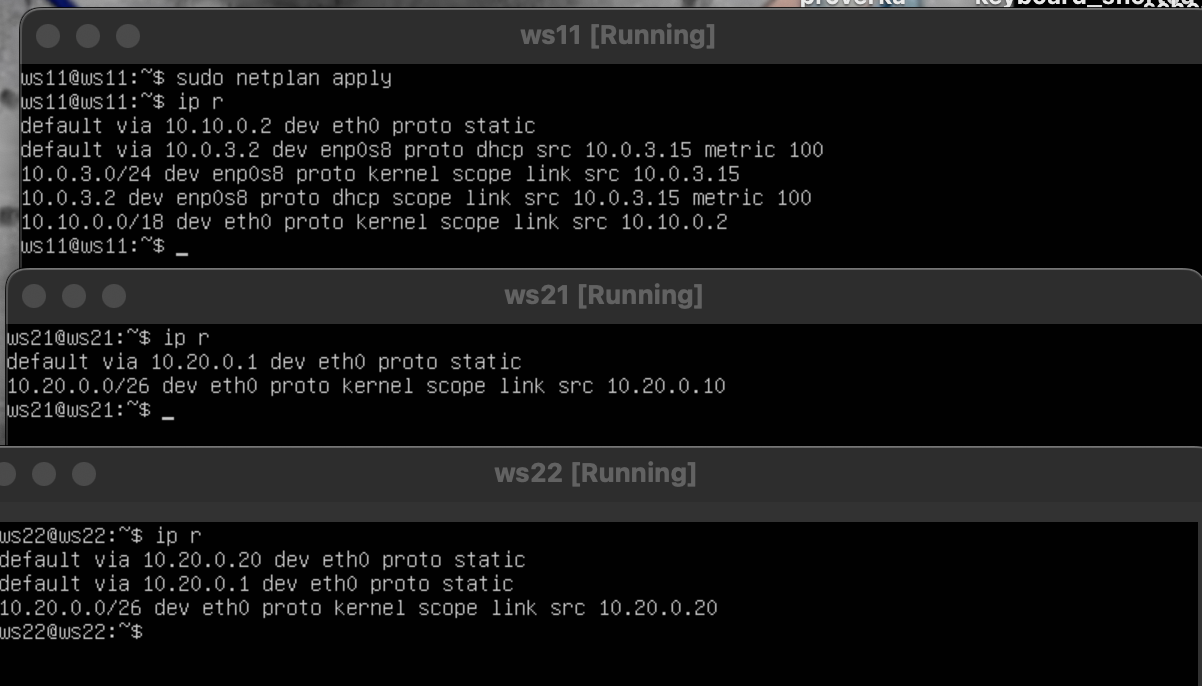 ws11 [Running]
ws11@ws11:~$ sudo netplan apply
ws11@ws11:~$ ip r
default via 10.10.0.2 dev eth0 proto static
default via 10.0.3.2 dev enp0s8 proto dhcp src 10.0.3.15 metric 100
10.0.3.0/24 dev enp0s8 proto kernel scope link src 10.0.3.15
10.0.3.2 dev enp0s8 proto dhcp scope link src 10.0.3.15 metric 100
10.10.0.0/18 dev eth0 proto kernel scope link src 10.10.0.2
ws11@ws11:~$ _
ws21 [Running]
ws21@ws21:~$ ip r
default via 10.20.0.1 dev eth0 proto static
10.20.0.0/26 dev eth0 proto kernel scope link src 10.20.0.10
ws21@ws21:~$ _
ws22 [Running]
ws22@ws22:~$ ip r
default via 10.20.0.20 dev eth0 proto static
default via 10.20.0.1 dev eth0 proto static
10.20.0.0/26 dev eth0 proto kernel scope link src 10.20.0.20
ws22@ws22:~$